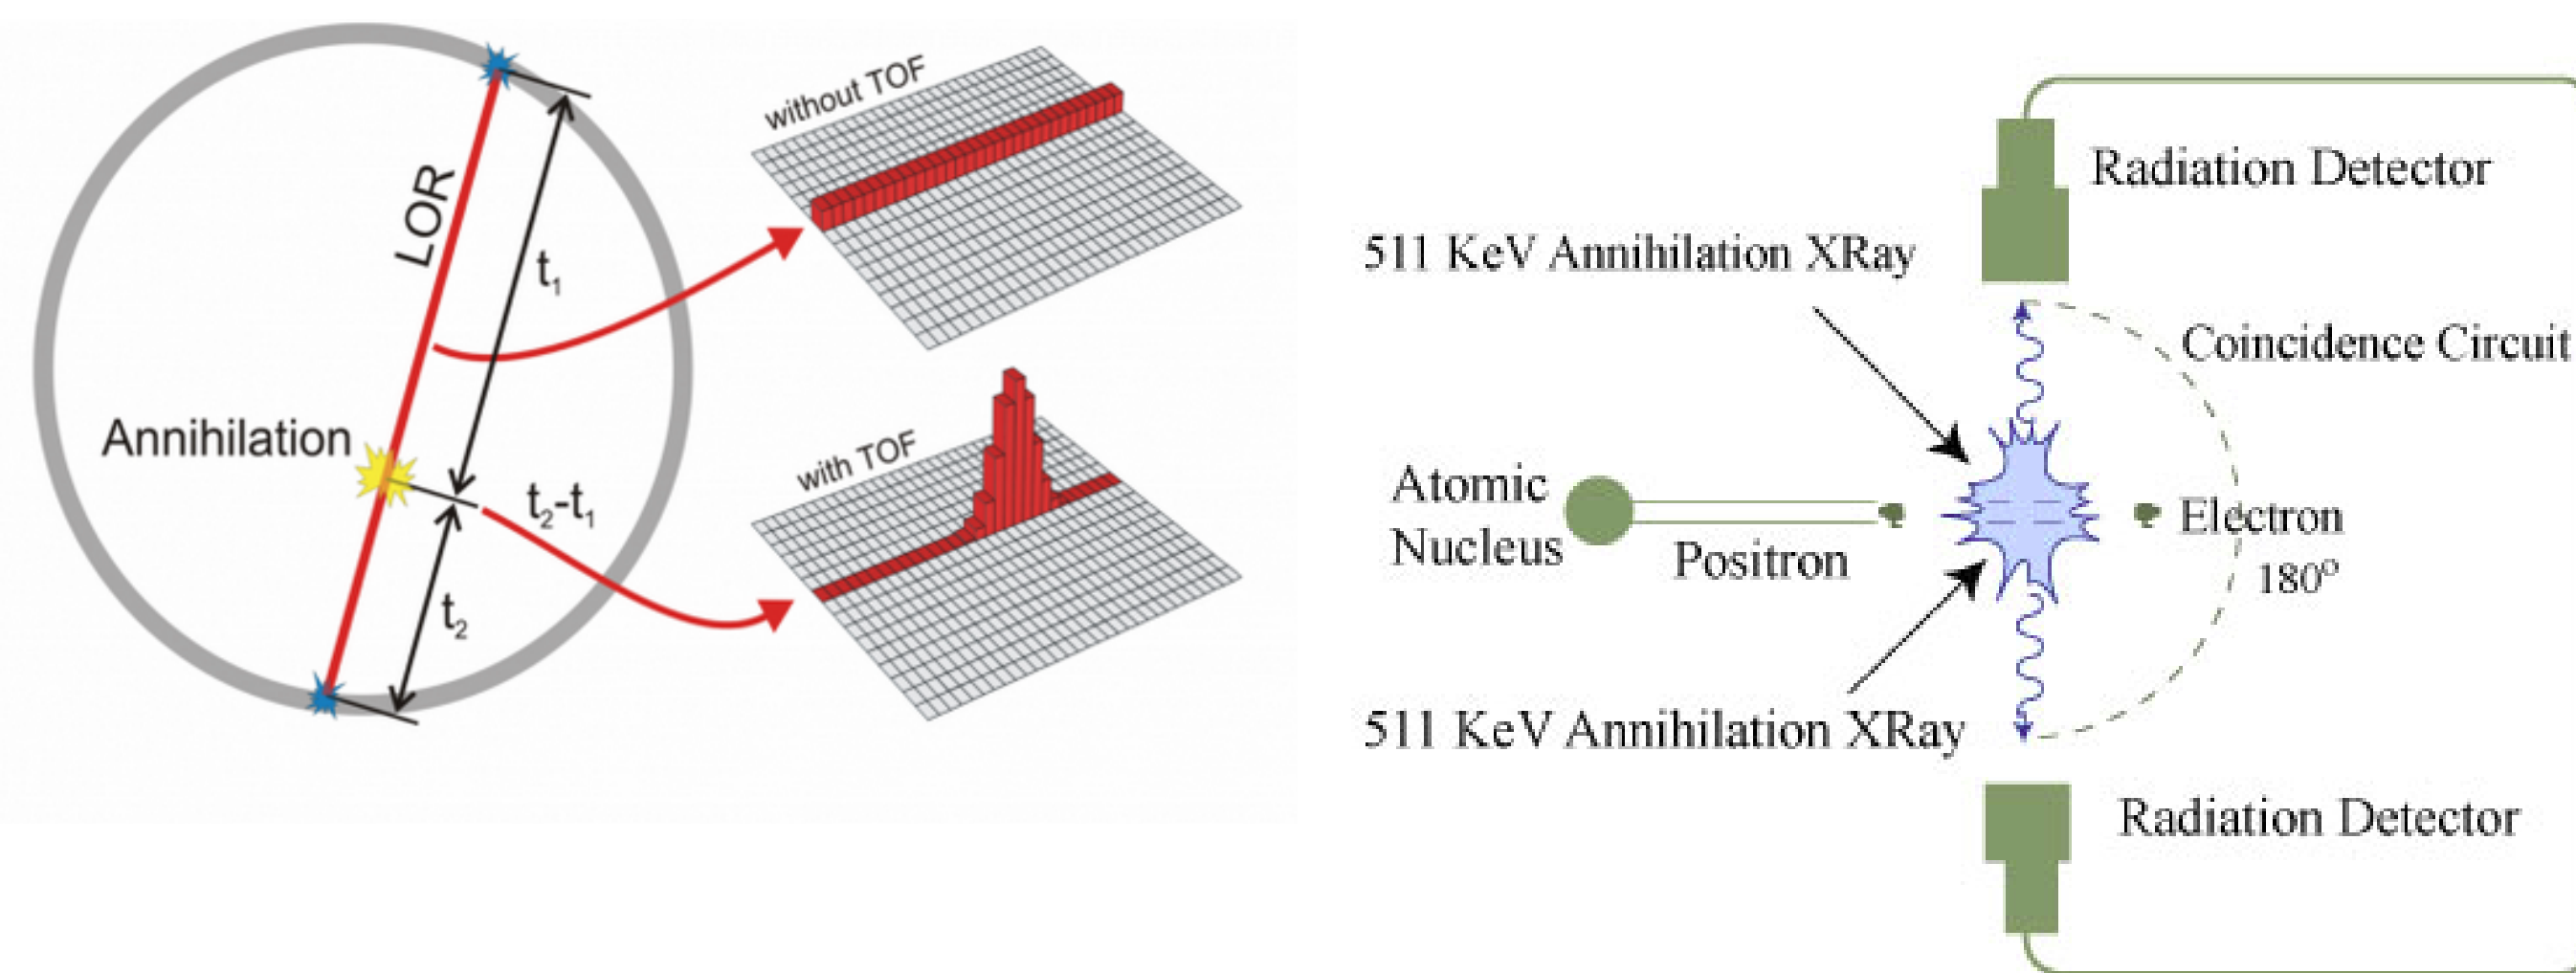 without TOF
LOR
t1
Annihilation
with TOF
t2-t1
t2
Radiation Detector
511 KeV Annihilation XRay
Coincidence Circuit
Atomic
Nucleus
Positron
Electron
180º
511 KeV Annihilation XRay
Radiation Detector